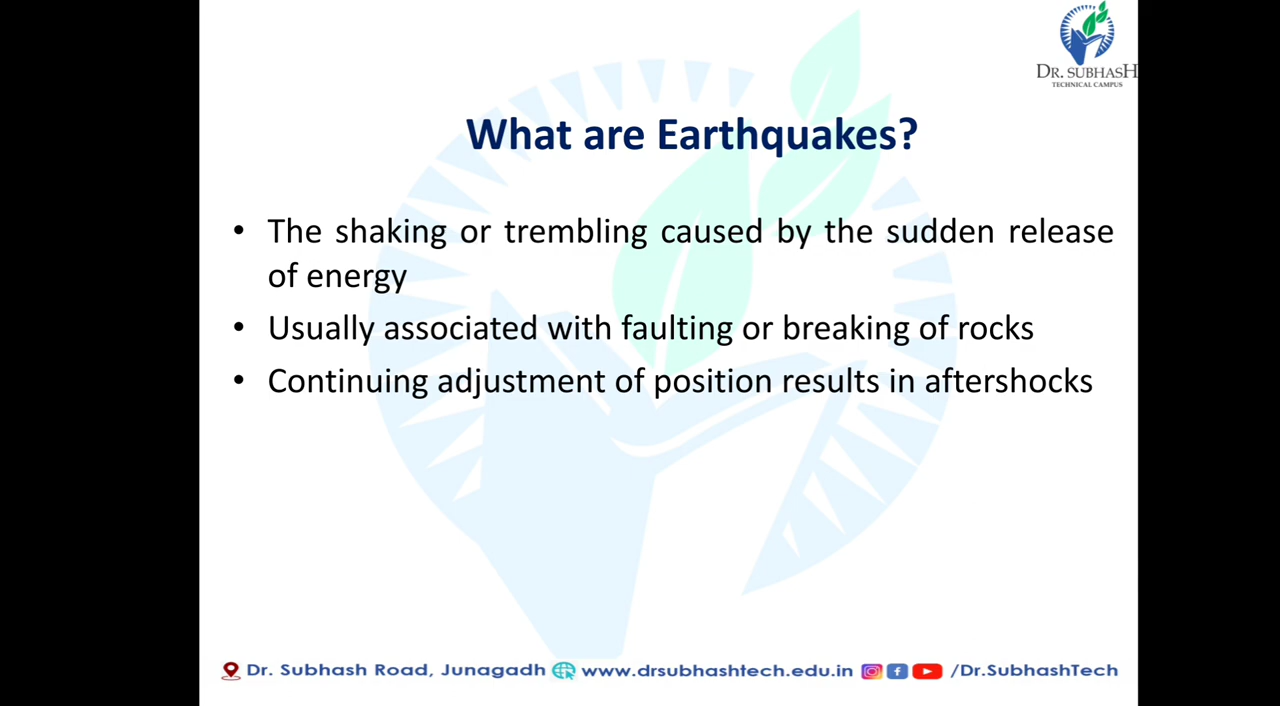 DR. SUBHASH
TECHNICAL CAMPUS
What are Earthquakes?
• The shaking or trembling caused by the sudden release
of energy
• Usually associated with faulting or breaking of rocks
• Continuing adjustment of position results in aftershocks
Dr. Subhash Road, Junagadh www.drsubhashtech.edu.in /Dr.SubhashTech